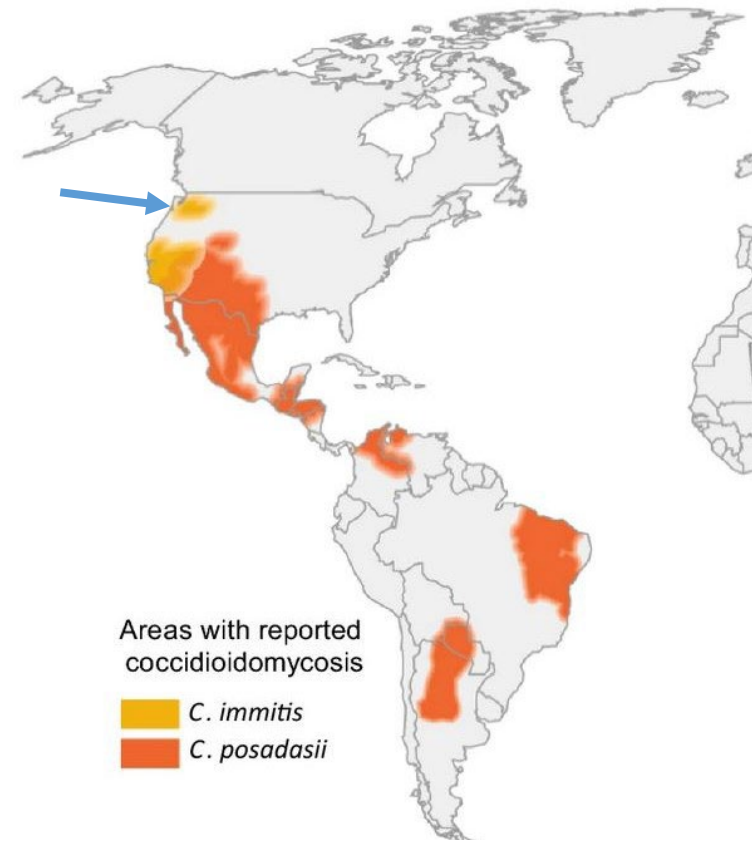 Areas with reported
coccidioidomycosis
C. immitis
C. posadasii